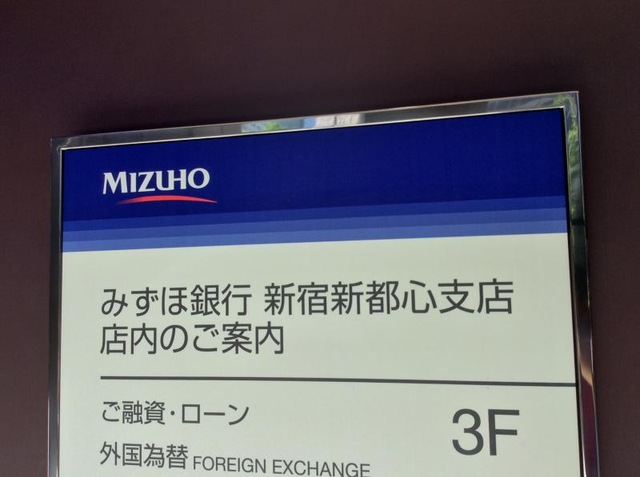 MIZUHO
みずほ銀行 新宿新都心支店
店内のご案内
ご融資・ローン
3F
外国為替 FOREIGN EXCHANGE